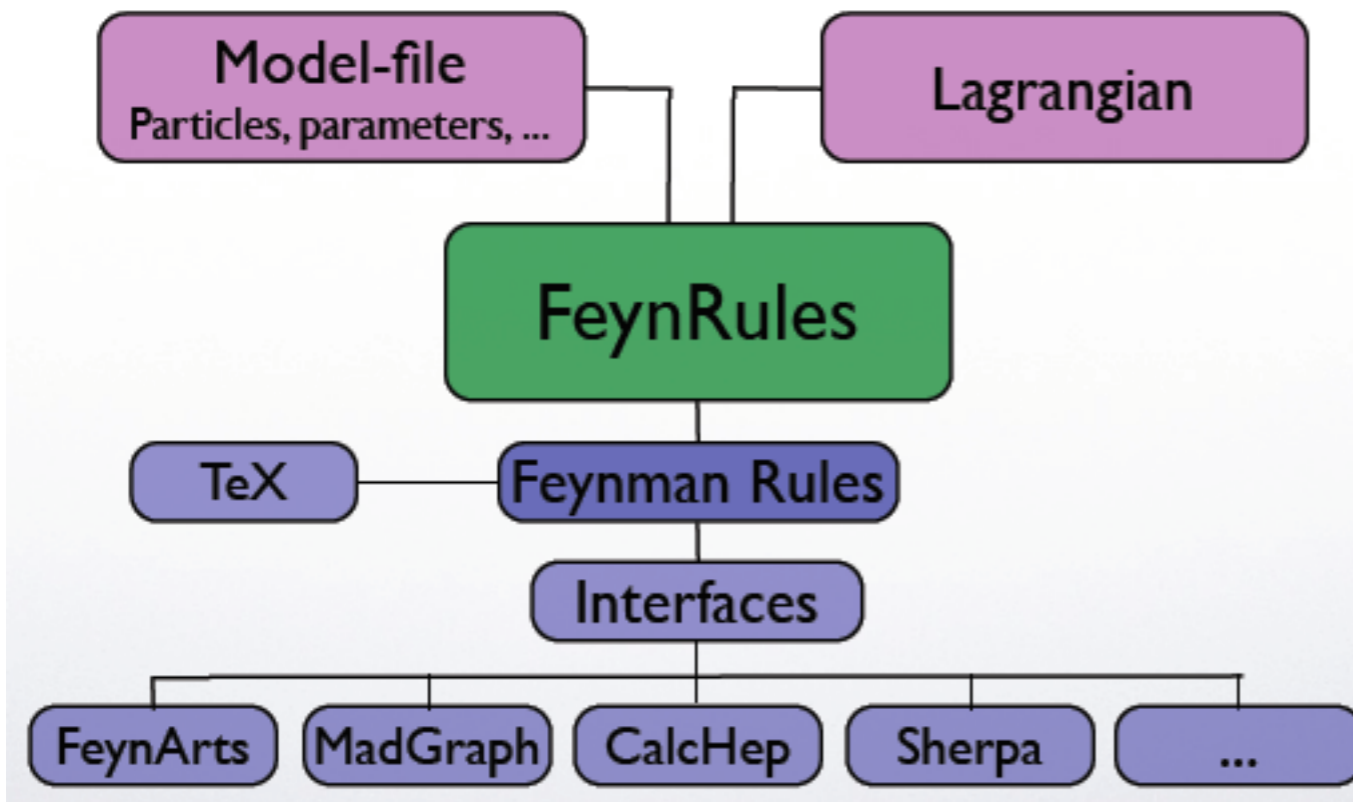 Model-file
Particles, parameters, ...
Lagrangian
FeynRules
TeX
Feynman Rules
Interfaces
FeynArts
MadGraph
CalcHep
Sherpa
...